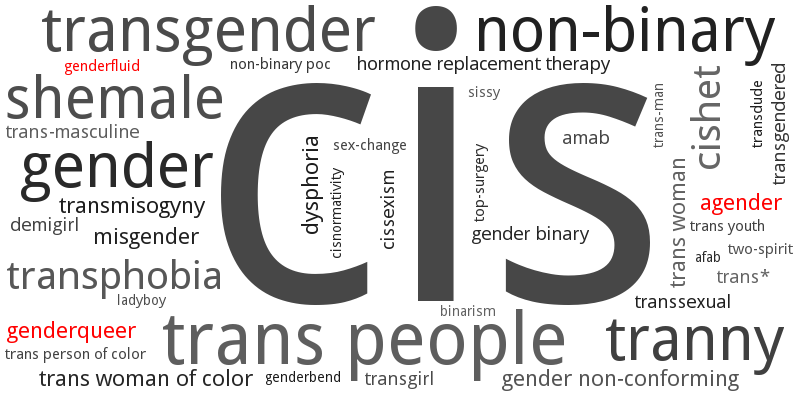 transgender
non-binary
genderfluid
non-binary poc
hormone replacement therapy
shemale
cis
sissy
trans-man
cishet
transdude
transgendered
trans-masculine
sex-change
amab
gender
dysphoria
cisnormativity
cissexism
top-surgery
trans woman
agender
transmisogyny
demigirl
misgender
gender binary
trans youth
afab
two-spirit
transphobia
trans*
ladyboy
binarism
transsexual
genderqueer
trans people
tranny
trans person of color
trans woman of color
genderbend
transgirl
gender non-conforming